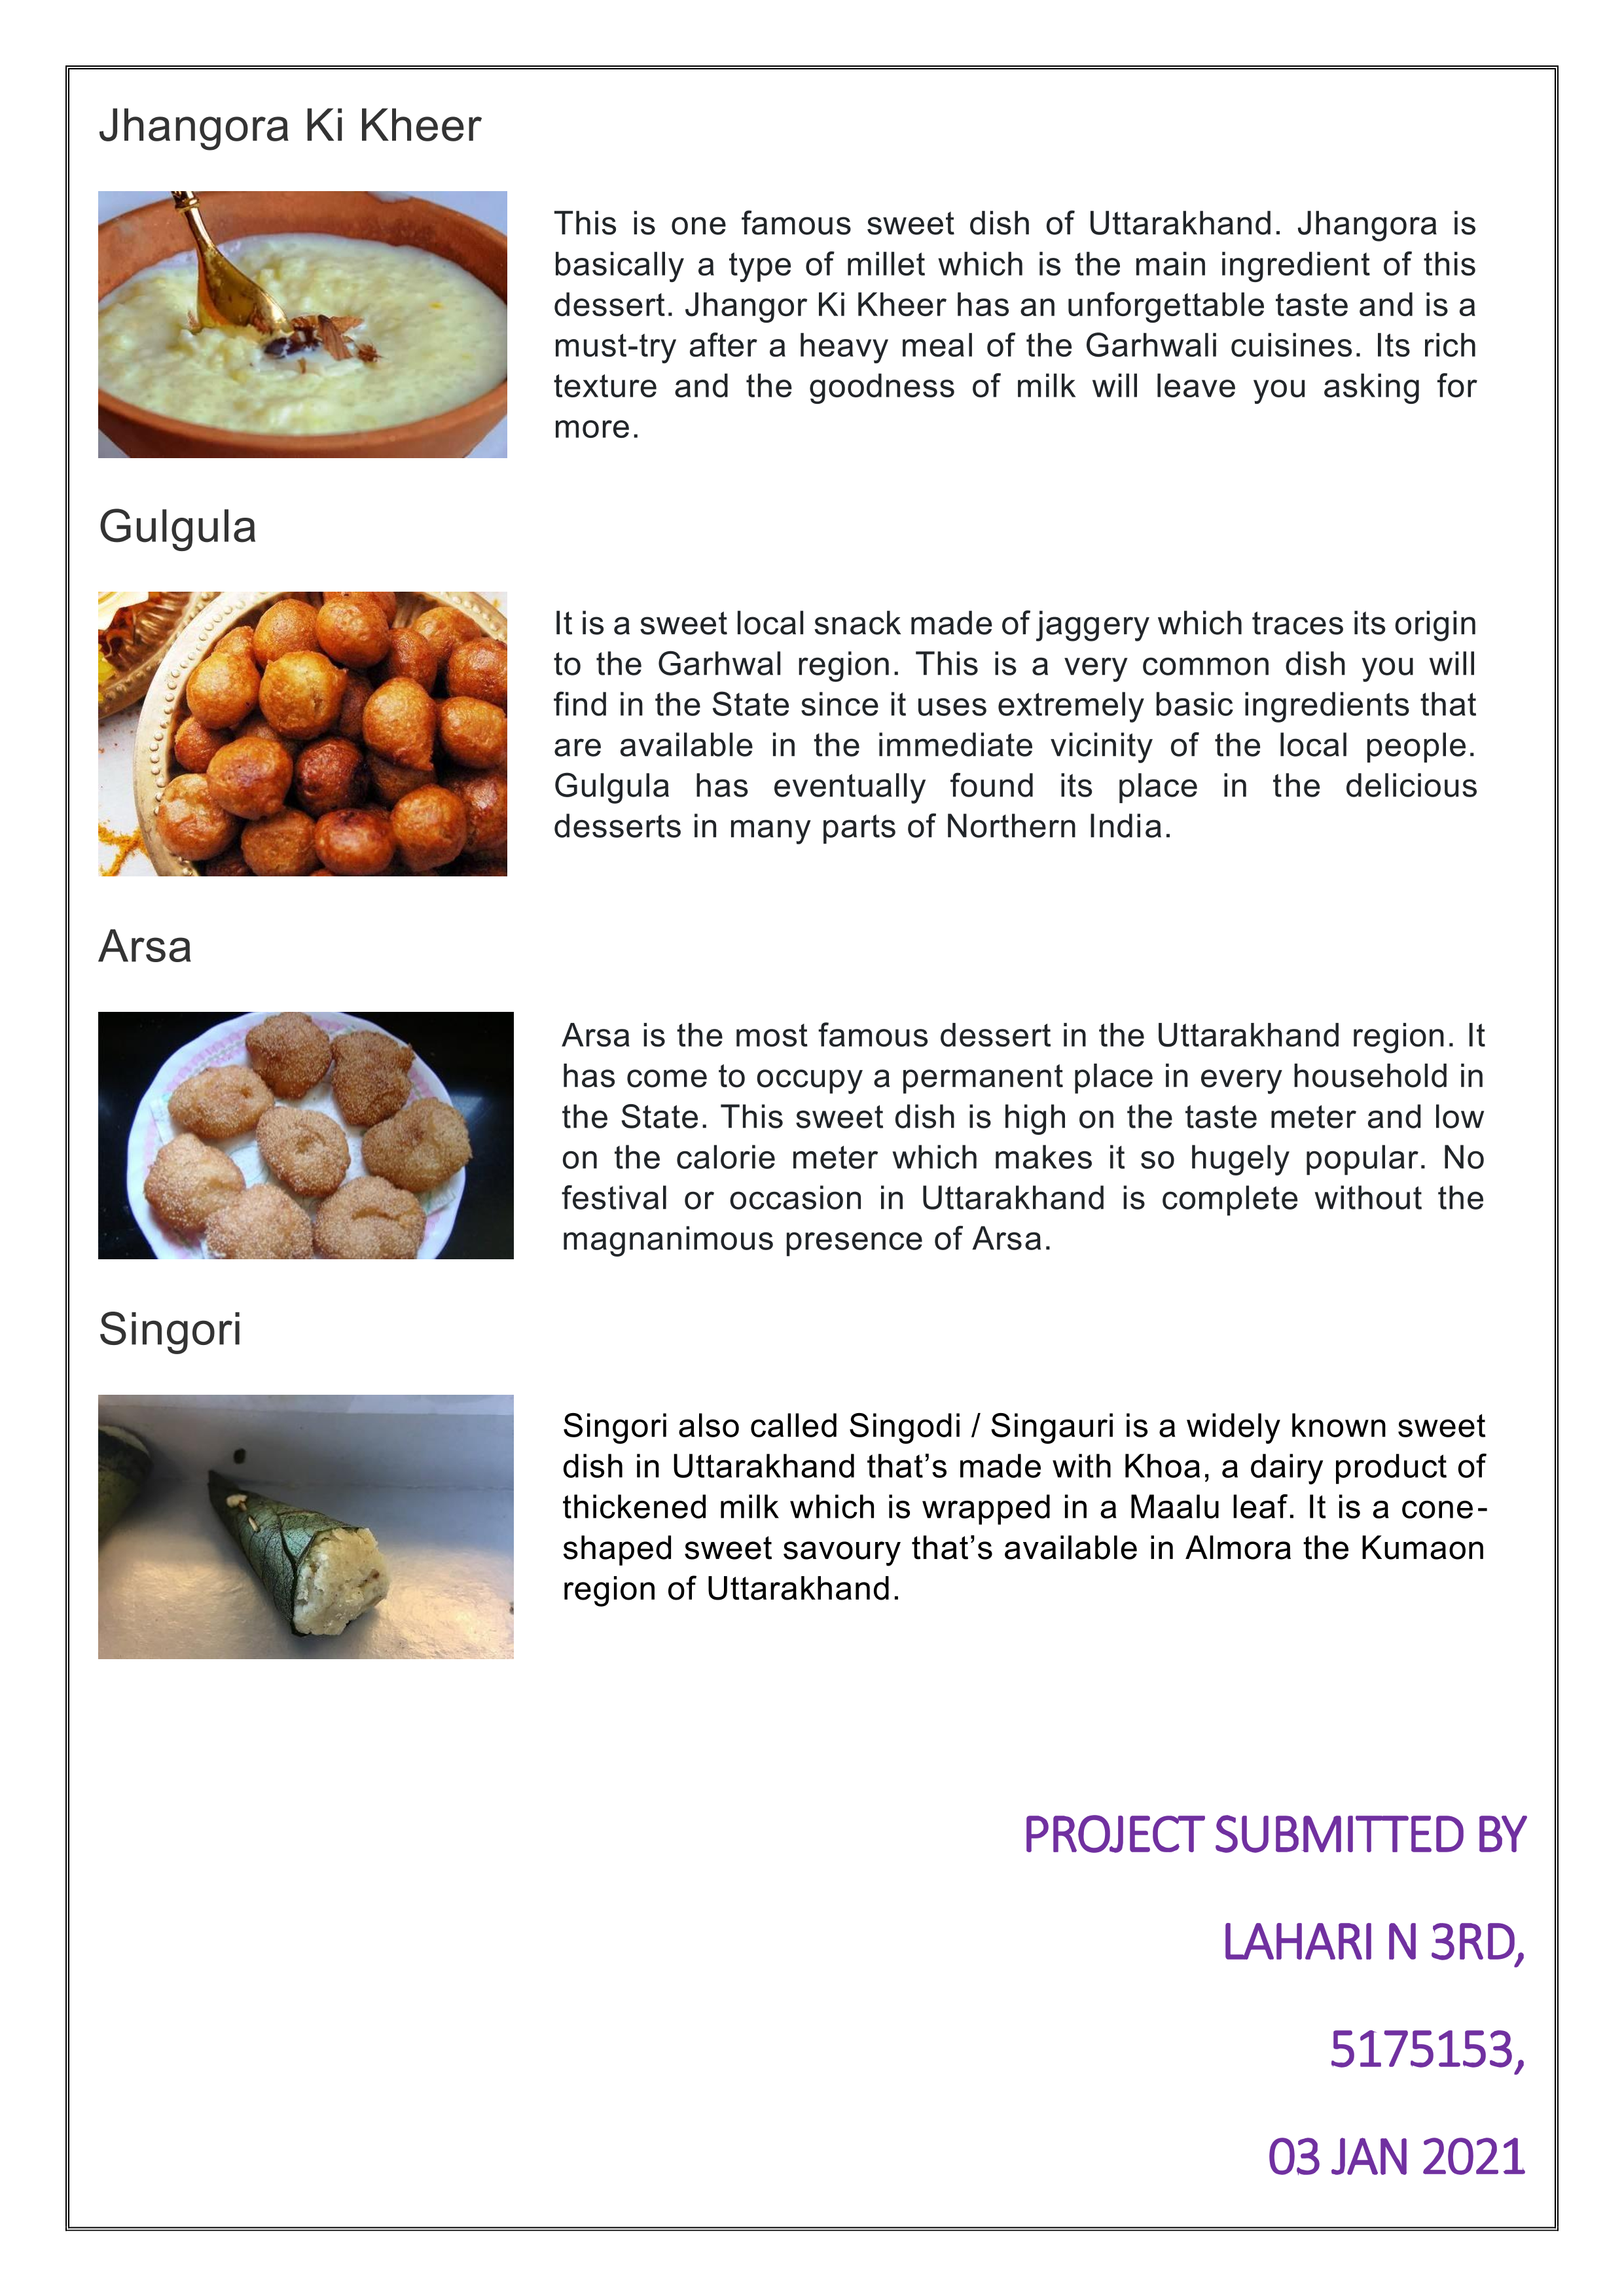 Jhangora Ki Kheer
This is one famous sweet dish of Uttarakhand. Jhangora is
basically a type of millet which is the main ingredient of this
dessert. Jhangor Ki Kheer has an unforgettable taste and is a
must-try after a heavy meal of the Garhwali cuisines. Its rich
texture and the goodness of milk will leave you asking for
more.
Gulgula
It is a sweet local snack made of jaggery which traces its origin
to the Garhwal region. This is a very common dish you will
find in the State since it uses extremely basic ingredients that
are available in the immediate vicinity of the local people.
Gulgula has eventually found its place in the delicious
desserts in many parts of Northern India.
Arsa
Arsa is the most famous dessert in the Uttarakhand region. It
has come to occupy a permanent place in every household in
the State. This sweet dish is high on the taste meter and low
on the calorie meter which makes it so hugely popular. No
festival or occasion in Uttarakhand is complete without the
magnanimous presence of Arsa.
Singori
Singori also called Singodi / Singauri is a widely known sweet
dish in Uttarakhand that’s made with Khoa, a dairy product of
thickened milk which is wrapped in a Maalu leaf. It is a cone-
shaped sweet savoury that’s available in Almora the Kumaon
region of Uttarakhand.
PROJECT SUBMITTED BY
LAHARI N 3RD,
5175153,
03 JAN 2021